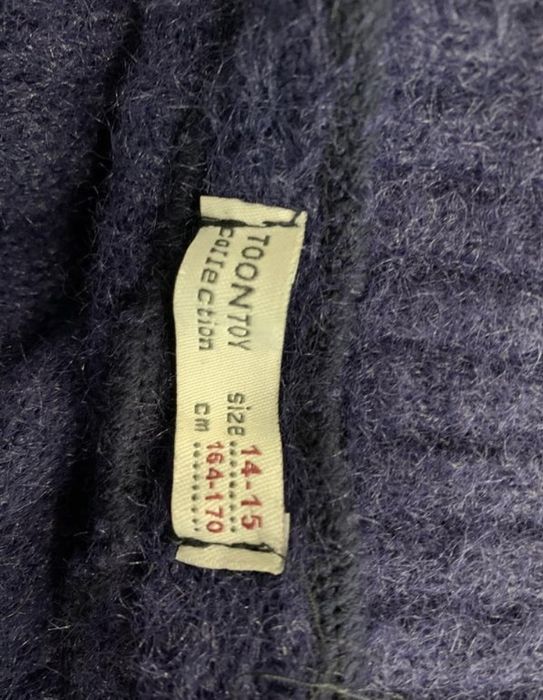 TOONTOY
collection
size 14-15
cm 164-170